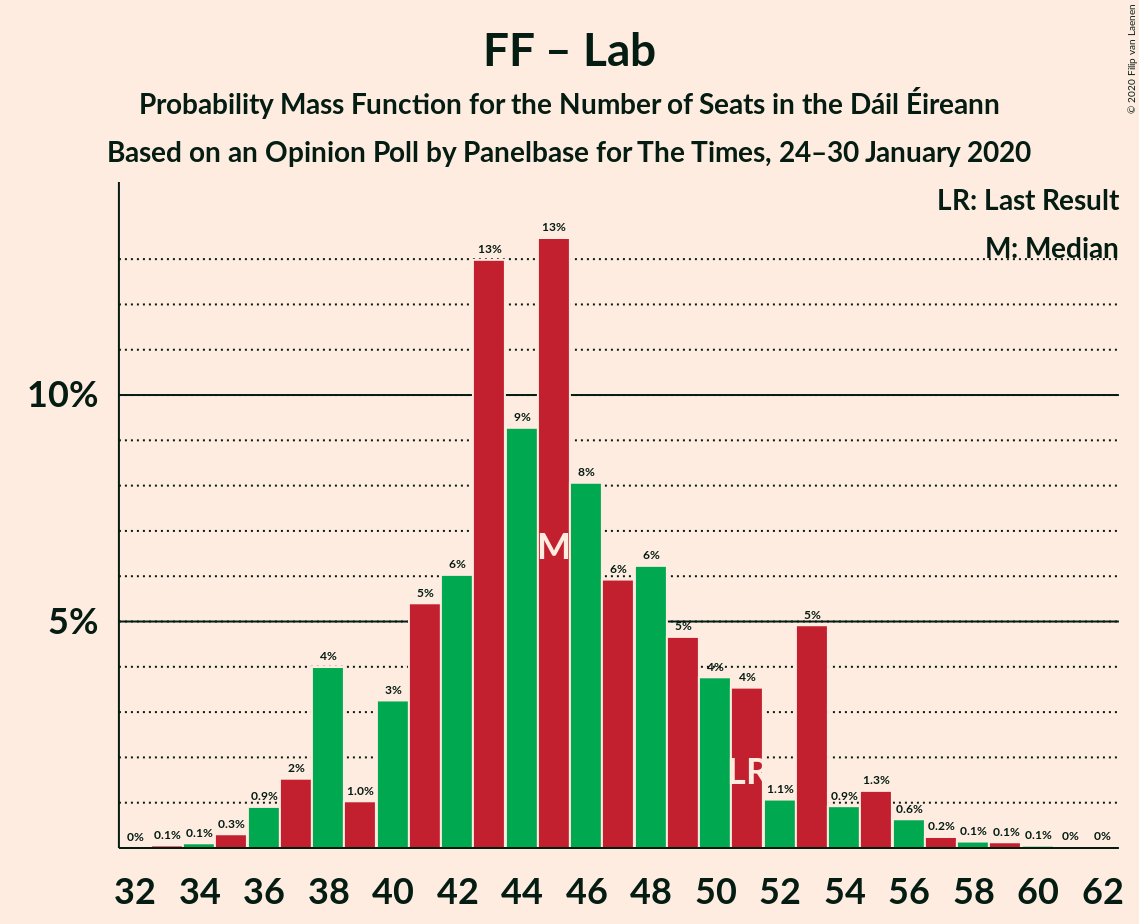 FF – Lab
Probability Mass Function for the Number of Seats in the Dáil Éireann
Based on an Opinion Poll by Panelbase for The Times, 24–30 January 2020
© 2020 Filip van Laenen
LR: Last Result
M: Median
10%
5%
0% 0.1% 0.1% 0.3% 0.9% 2% 4% 1.0% 3% 5% 6% 13% 9% 13% 8% 6% 6% 5% 4% 4% 1.1% 5% 0.9% 1.3% 0.6% 0.2% 0.1% 0.1% 0.1% 0% 0%
M
LR
32 34 36 38 40 42 44 46 48 50 52 54 56 58 60 62